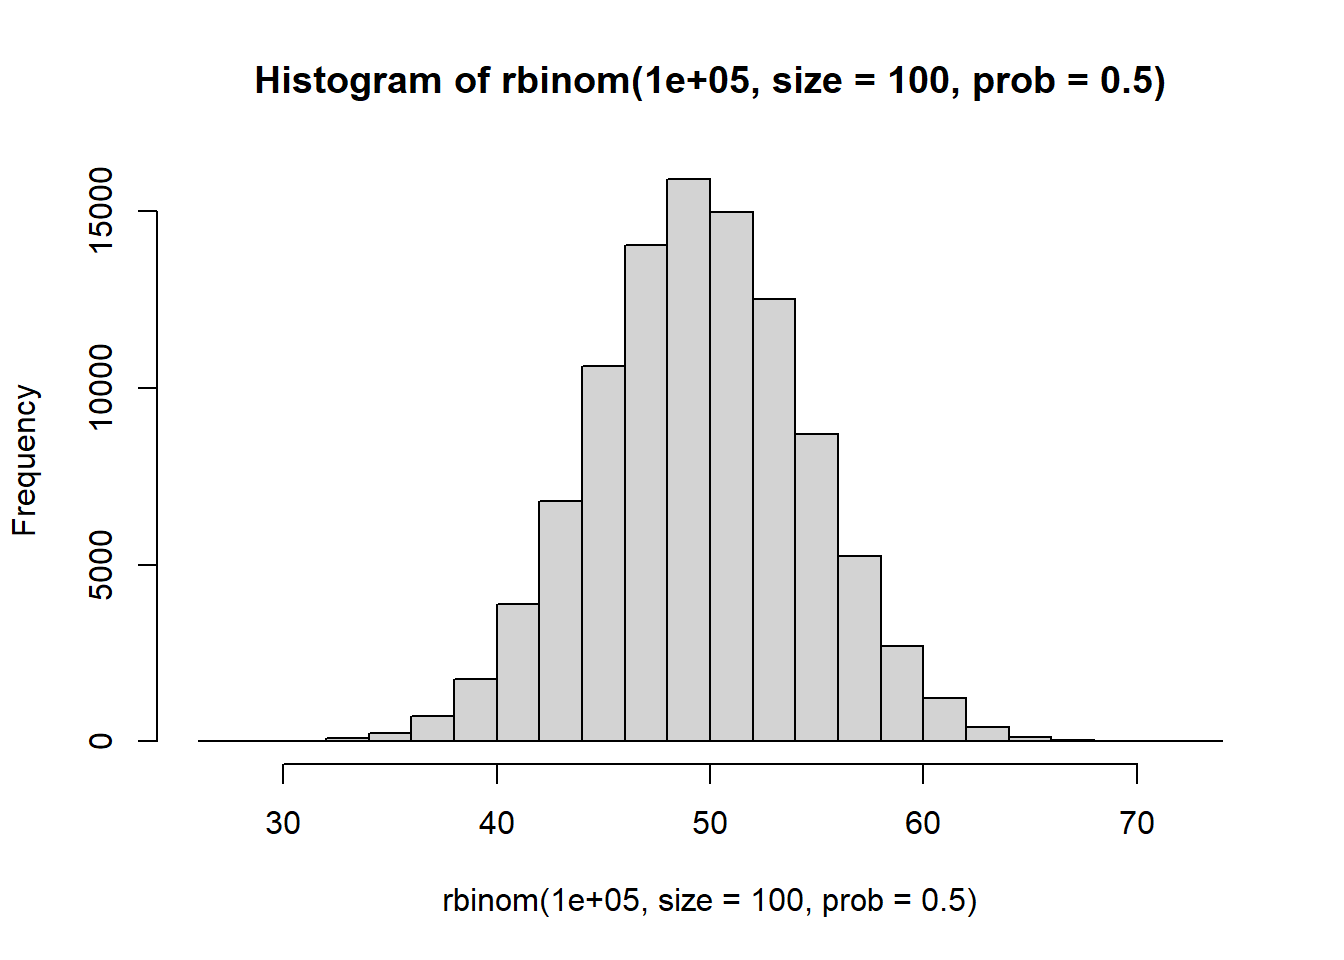 Histogram of rbinom(1e+05, size = 100, prob = 0.5)
Frequency
15000
10000
5000
0
30 40 50 60 70
rbinom(1e+05, size = 100, prob = 0.5)